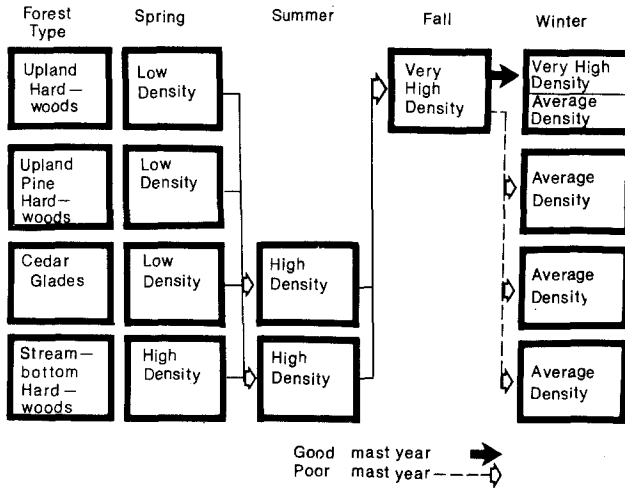 Forest Type
Spring
Summer
Fall
Winter
Upland
Hard—
woods
Low
Density
Very
High
Density
Very High
Density
Average
Density
Upland
Pine
Hard—
woods
Low
Density
Average
Density
Cedar
Glades
Low
Density
High
Density
Average
Density
Stream—
bottom
Hard—
woods
High
Density
High
Density
Average
Density
Good mast year
Poor mast year